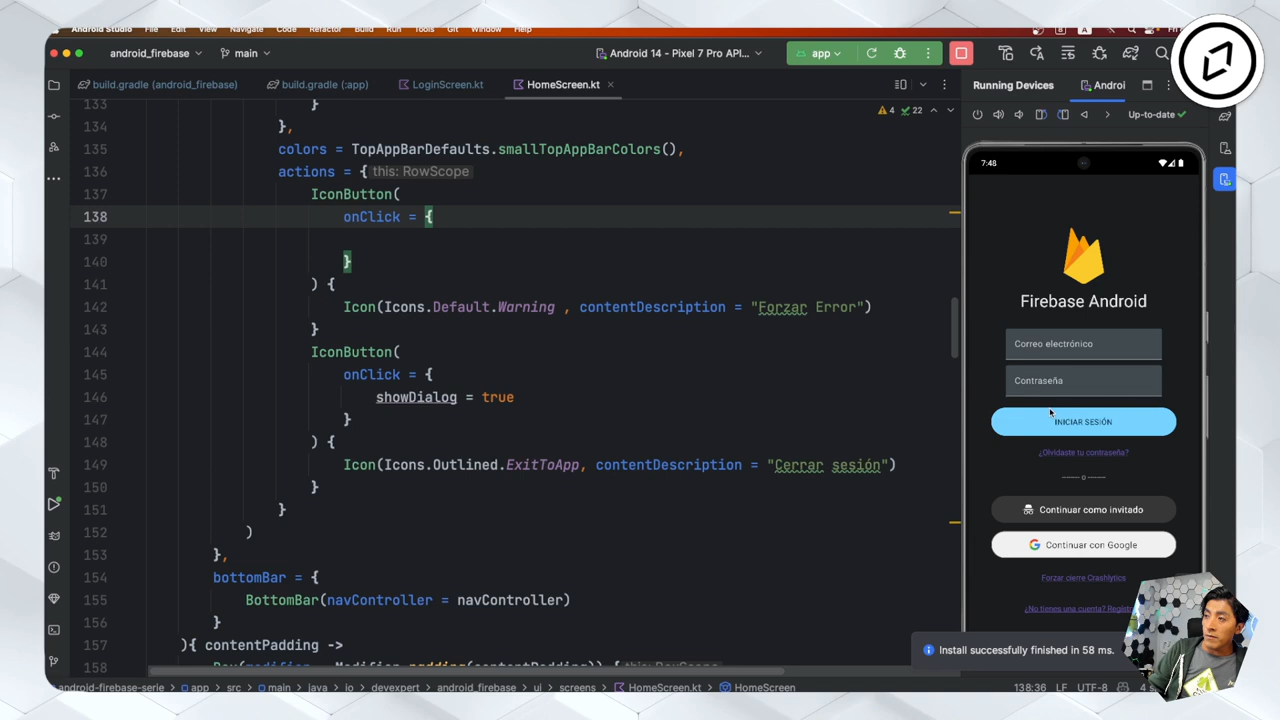 Android Studio File Edit View Navigate Code Refactor Build Run Tools Git Window Help
android_firebase main Android 14 - Pixel 7 Pro API... app
build.gradle (android_firebase) build.gradle (:app) LoginScreen.kt HomeScreen.kt
Running Devices Androi
4 22
Up-to-date
133 }
134 },
135 colors = TopAppBarDefaults.smallTopAppBarColors(),
136 actions = { this: RowScope
137 IconButton(
138 onClick = {
139
140 }
141 ) {
142 Icon(Icons.Default.Warning , contentDescription = "Forzar Error")
143 }
144 IconButton(
145 onClick = {
146 showDialog = true
147 }
148 ) {
149 Icon(Icons.Outlined.ExitToApp, contentDescription = "Cerrar sesión")
150 }
151 }
152 )
153 },
154 bottomBar = {
155 BottomBar(navController = navController)
156 }
157 ){ contentPadding ->
158 Box(modifier = Modifier.padding(contentPadding)) { this: BoxScope
7:48
Firebase Android
Correo electrónico
Contraseña
INICIAR SESIÓN
¿Olvidaste tu contraseña?
o
Continuar como invitado
Continuar con Google
Forzar cierre Crashlytics
¿No tienes una cuenta? Regístr
Install successfully finished in 58 ms.
android-firebase-serie app src main java io devexpert android_firebase ui screens HomeScreen.kt HomeScreen
138:36 LF UTF-8 4 s